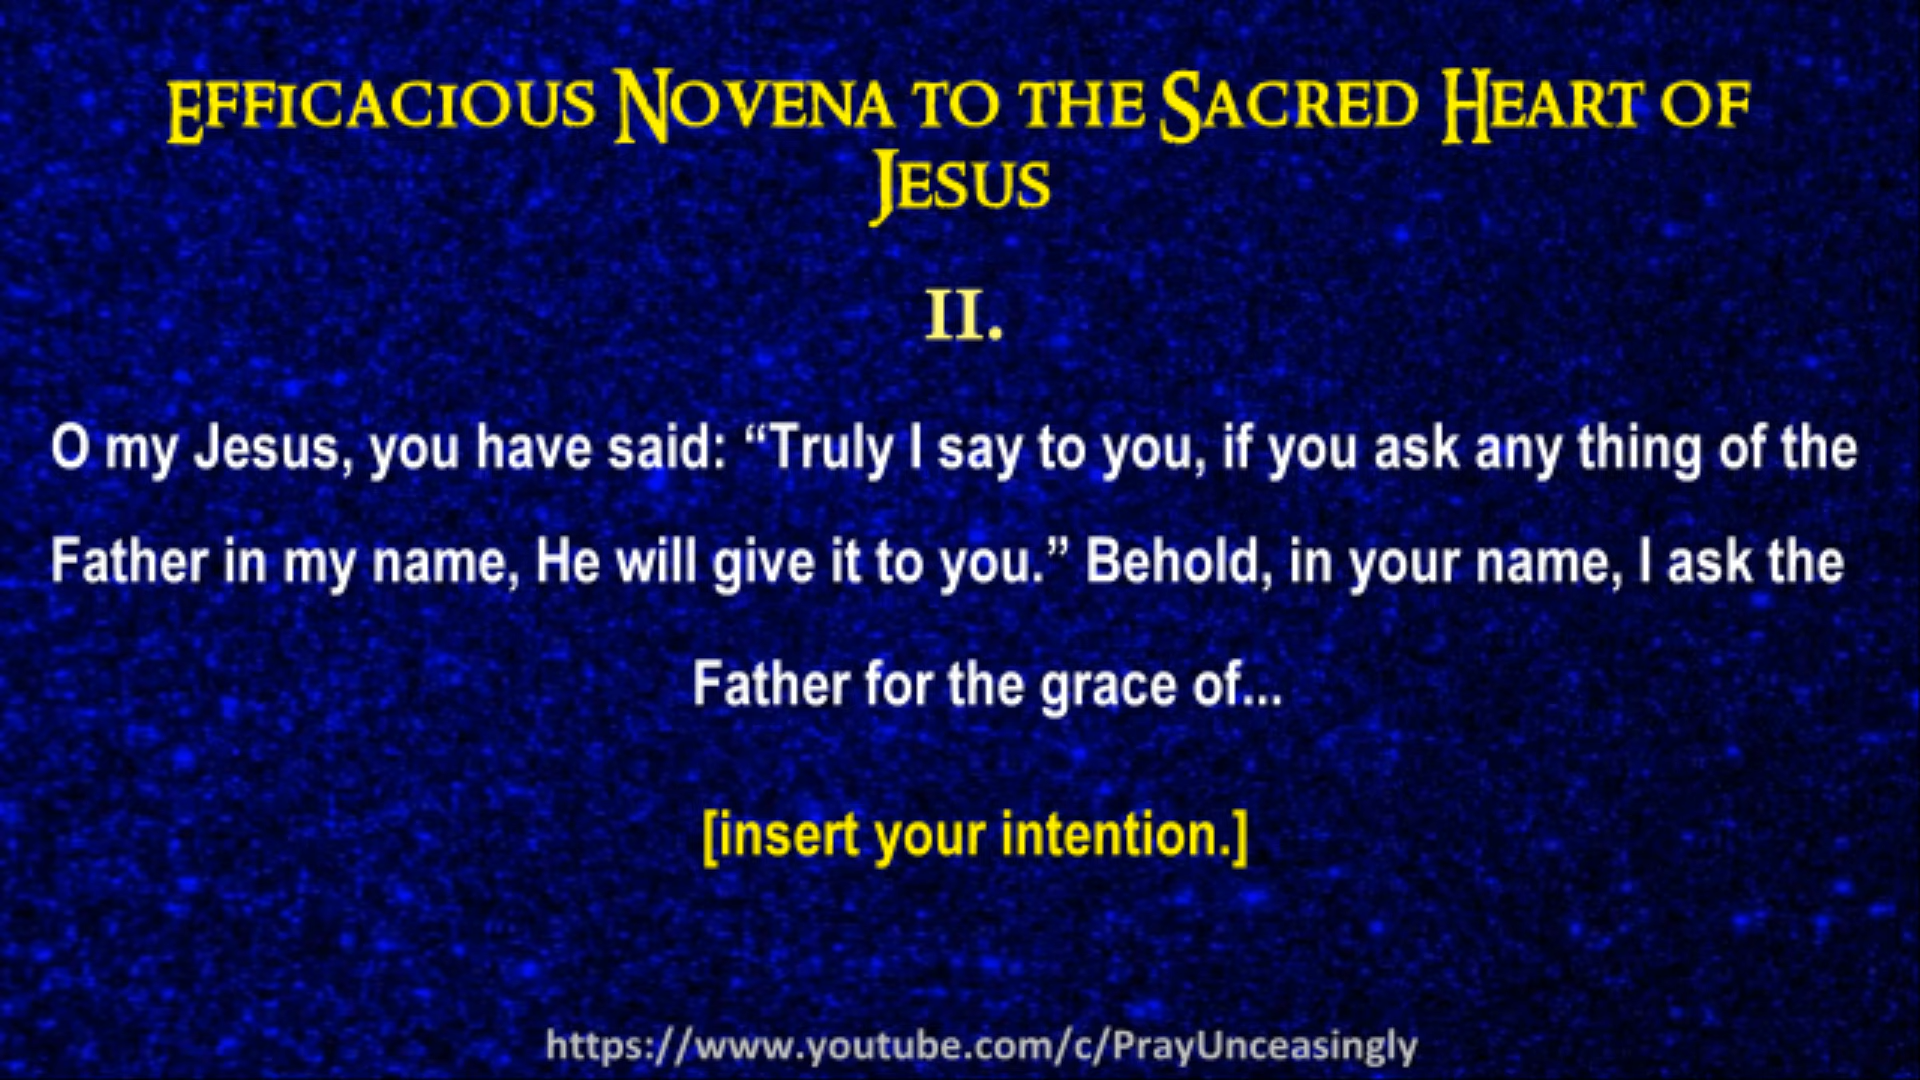 Efficacious Novena to the Sacred Heart of
Jesus
II.
O my Jesus, you have said: “Truly I say to you, if you ask any thing of the
Father in my name, He will give it to you.” Behold, in your name, I ask the
Father for the grace of...
[insert your intention.]
https://www.youtube.com/c/PrayUnceasingly